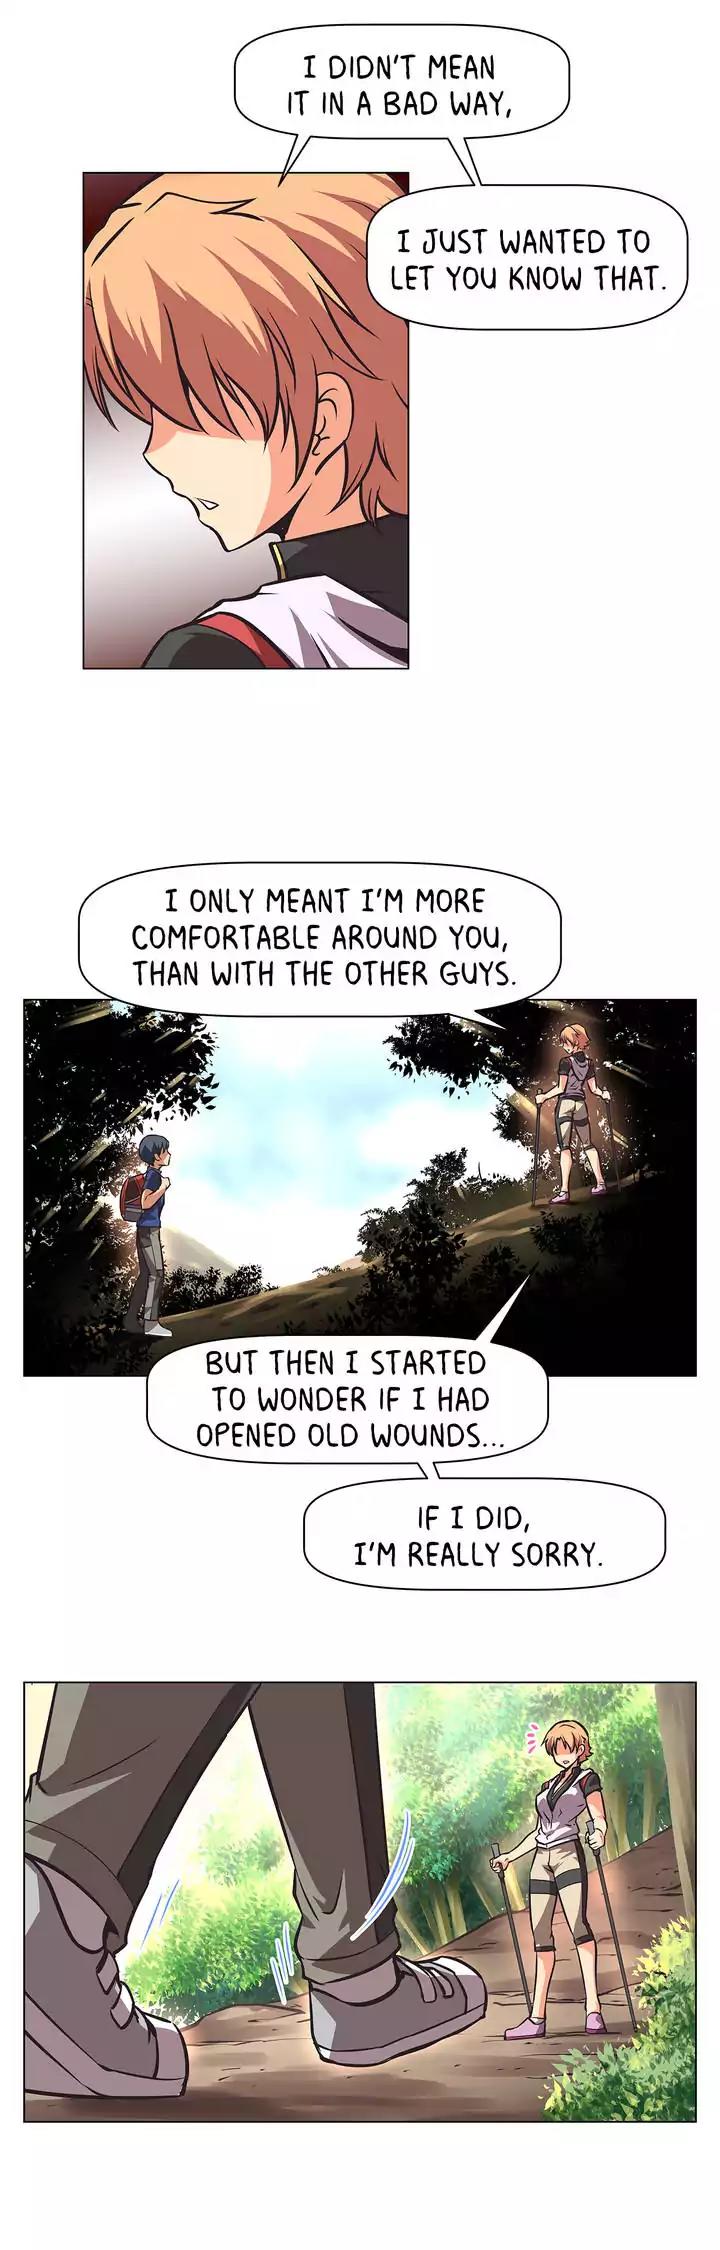 I DIDN'T MEAN
IT IN A BAD WAY,
I JUST WANTED TO
LET YOU KNOW THAT.
I ONLY MEANT I'M MORE
COMFORTABLE AROUND YOU,
THAN WITH THE OTHER GUYS.
BUT THEN I STARTED
TO WONDER IF I HAD
OPENED OLD WOUNDS...
IF I DID,
I'M REALLY SORRY.